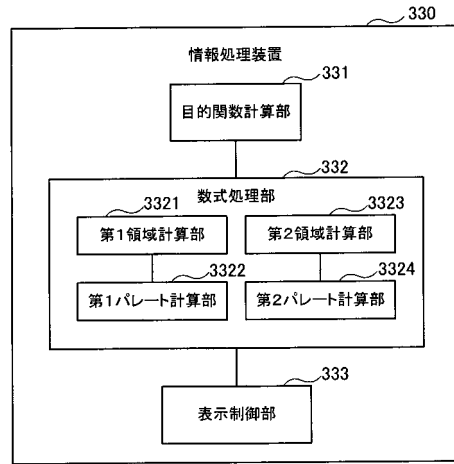 330
情報処理装置
331
目的関数計算部
332
数式処理部
3321
3323
第1領域計算部
第2領域計算部
3322
3324
第1パレート計算部
第2パレート計算部
333
表示制御部